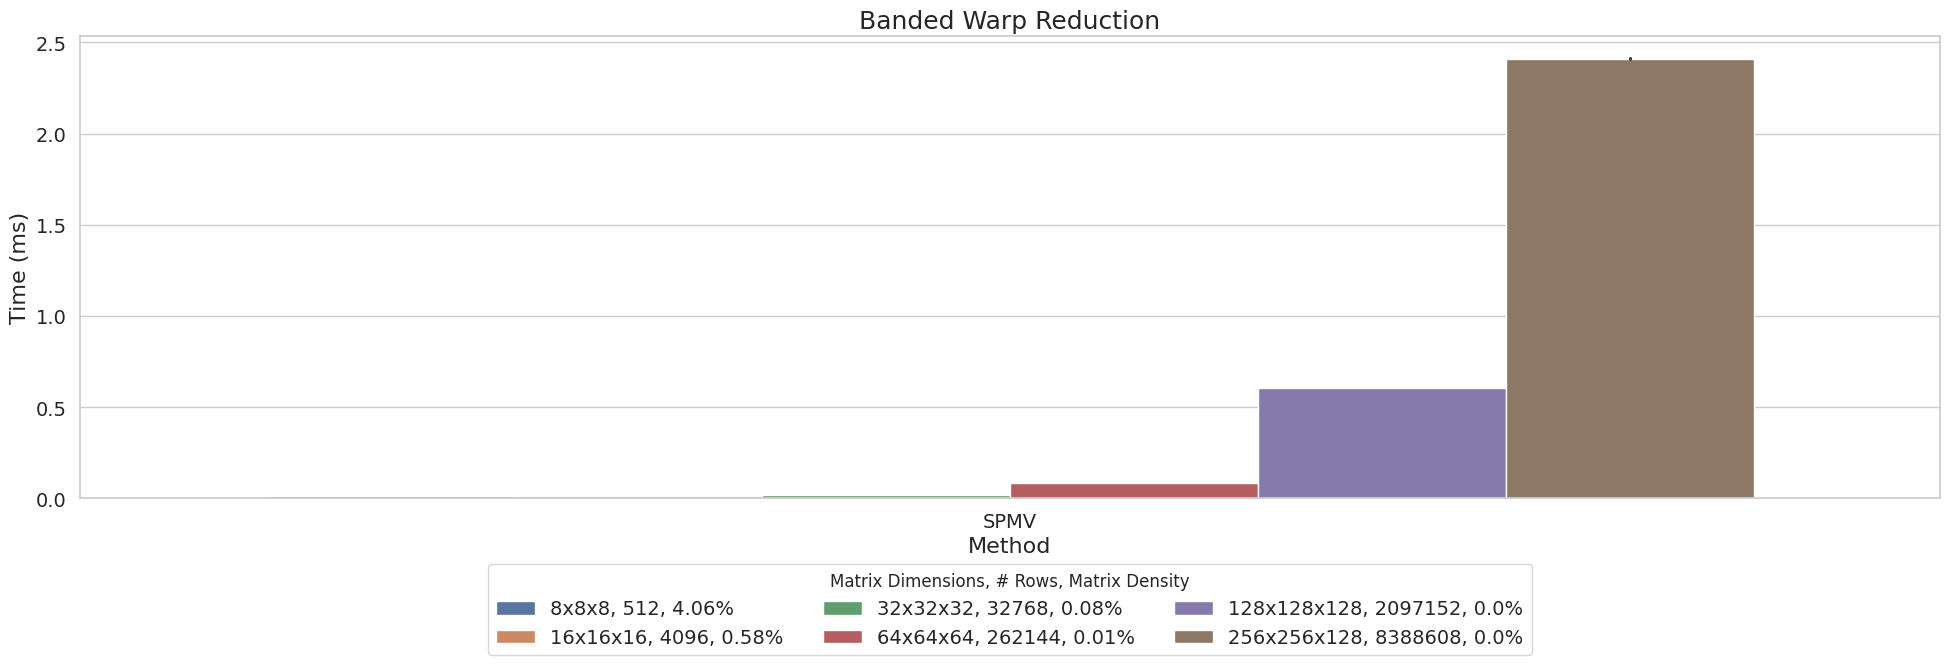 Banded Warp Reduction
2.5
2.0
1.5
1.0
0.5
0.0
Time (ms)
SPMV
Method
Matrix Dimensions, # Rows, Matrix Density
8x8x8, 512, 4.06%
16x16x16, 4096, 0.58%
32x32x32, 32768, 0.08%
64x64x64, 262144, 0.01%
128x128x128, 2097152, 0.0%
256x256x128, 8388608, 0.0%